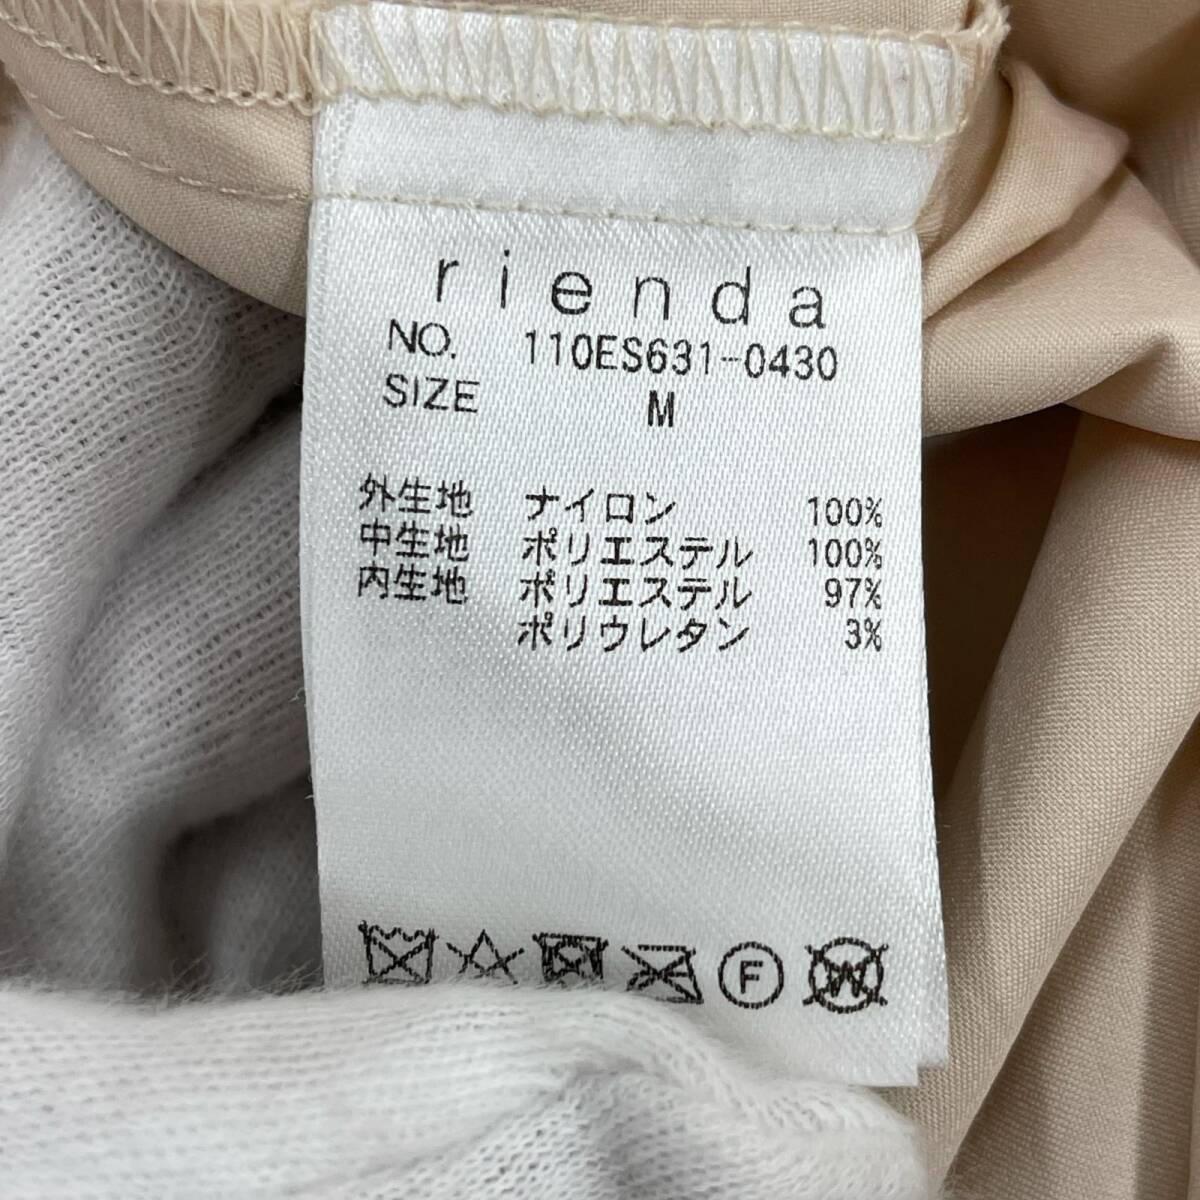 rienda
NO. 110ES631-0430
SIZE M
外生地 ナイロン 100%
中生地 ポリエステル 100%
内生地 ポリエステル 97%
ポリウレタン 3%
F W